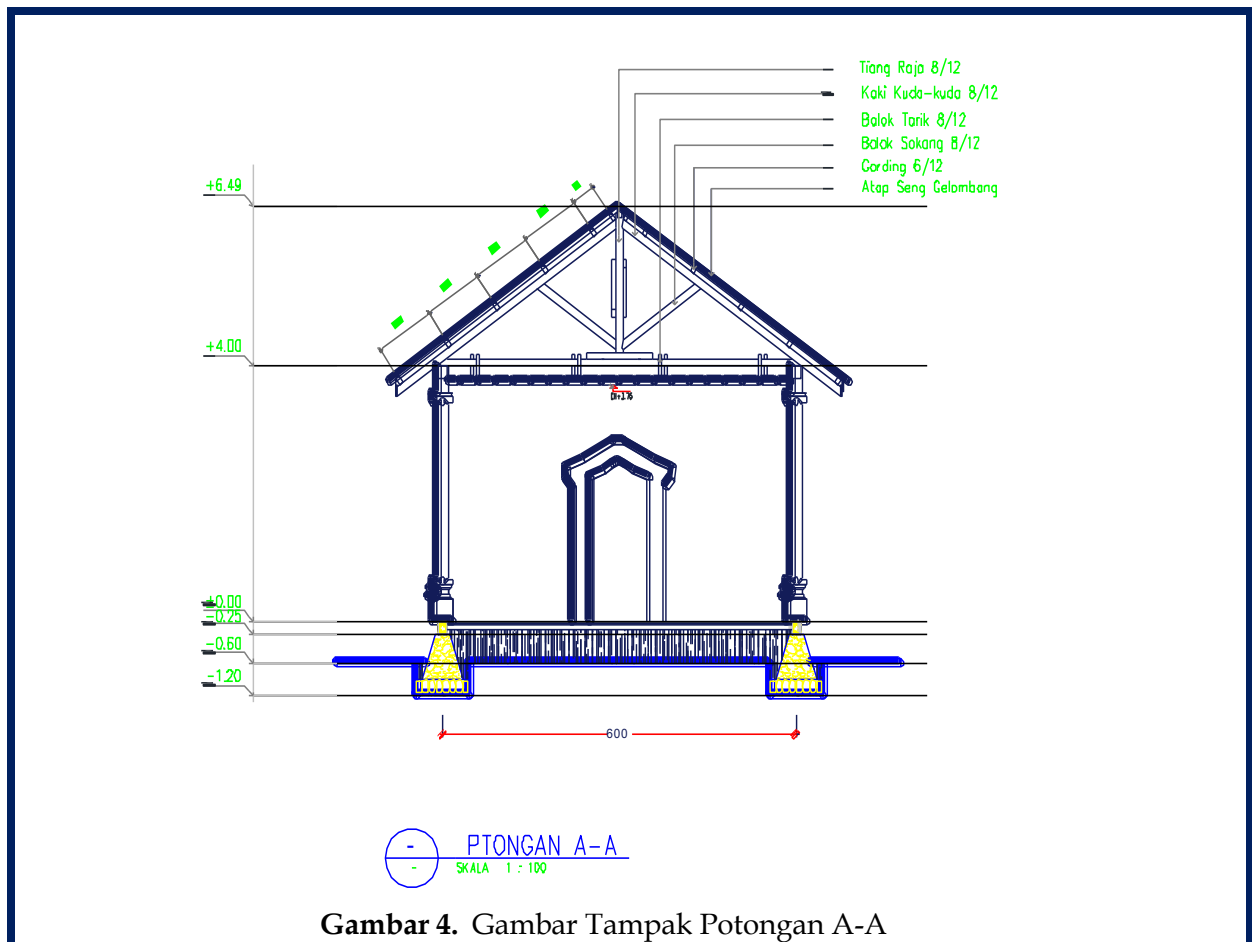 Tiang Raja 8/12
Kaki Kuda-kuda 8/12
Balok Tarik 8/12
Balok Sokang 8/12
Gording 6/12
Atap Seng Gelombang
+6.49
+4.00
±0.00
-0.25
-0.60
-1.20
600
- PTONGAN A-A
- SKALA 1 : 100
Gambar 4. Gambar Tampak Potongan A-A